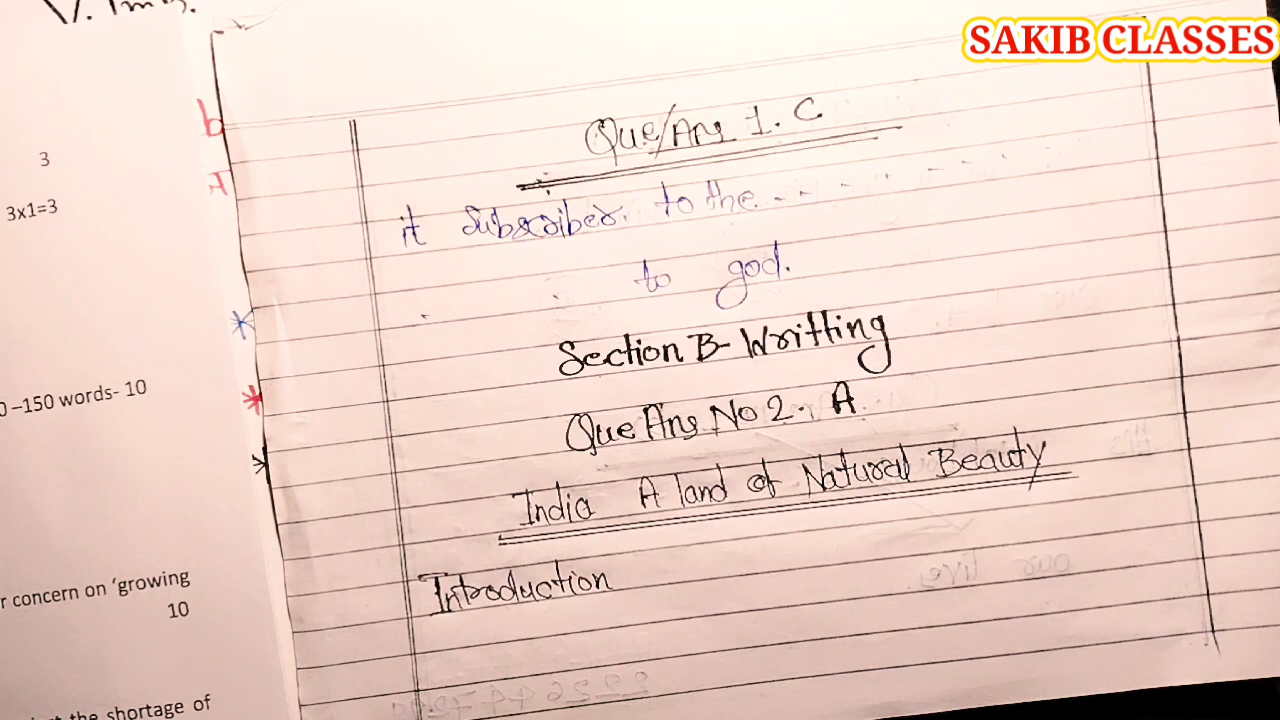 V. Imp.
SAKIB CLASSES
3
3x1=3
0–150 words- 10
r concern on ‘growing
10
the shortage of
b
Que/Ans 1. C
it Subscriber. to the - - - - - - - -
to god.
Section B- Writting
Que Ans No 2. A
India A land of Natural Beauty
Introduction